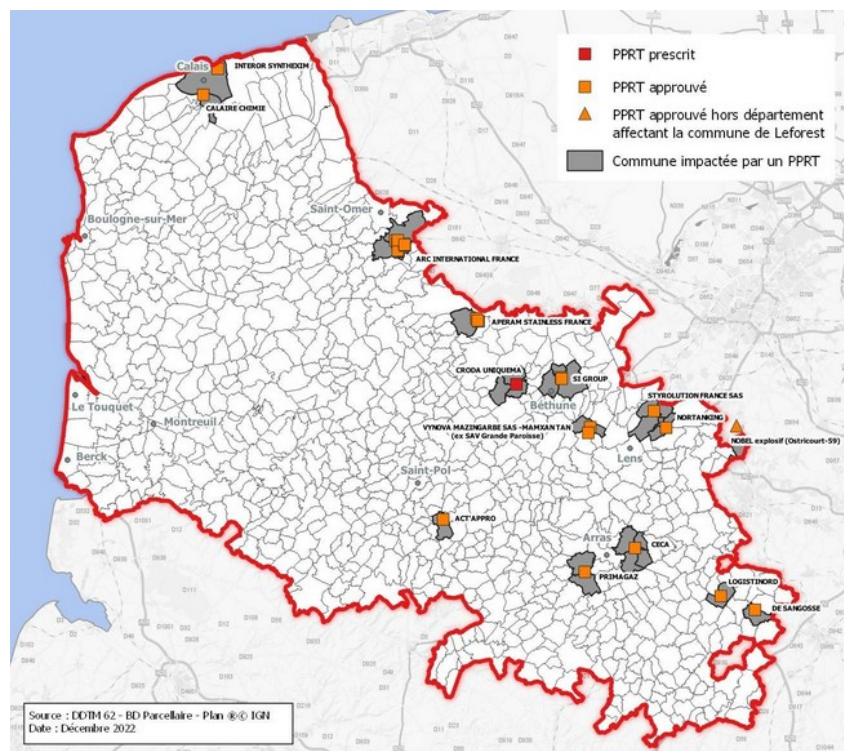 PPRT prescrit
PPRT approuvé
PPRT approuvé hors département
affectant la commune de Leforest
Commune impactée par un PPRT
Calais
INTEROR SYNTHEXIM
CALAIRE CHIMIE
Saint-Omer
Boulogne-sur-Mer
ARC INTERNATIONAL FRANCE
APERAM STAINLESS FRANCE
CRODA UNIQUEMA
SI GROUP
Béthune
STYROLUTION FRANCE SAS
NORTANKING
Le Touquet
Montreuil
VYNOVA MAZINGARBE SAS -MAMXAN TAN
(ex SAV Grande Paroisse)
NOBEL explosif (Ostricourt-59)
Lens
Berck
Saint-Pol
ACT'APPRO
Arras
CECA
PRIMAGAZ
LOGISTINORD
DE SANGOSSE
Source : DDTM 62 - BD Parcellaire - Plan ®© IGN
Date : Décembre 2022